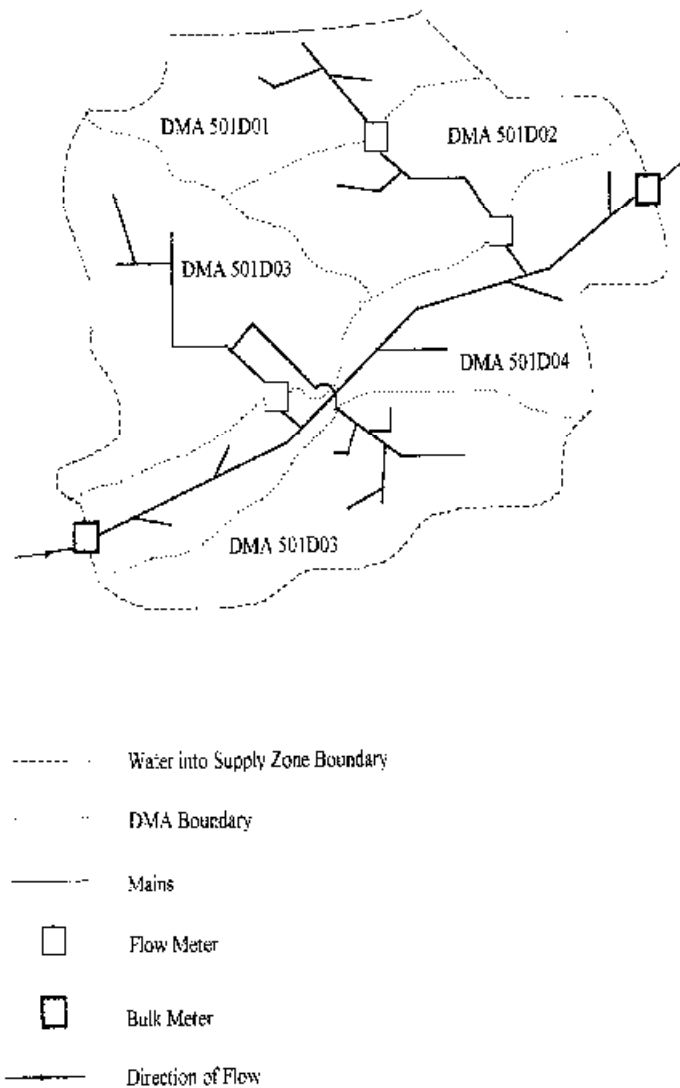 DMA 501D01
DMA 501D02
DMA 501D03
DMA 501D04
DMA 501D03
Water into Supply Zone Boundary
DMA Boundary
Mains
Flow Meter
Bulk Meter
Direction of Flow